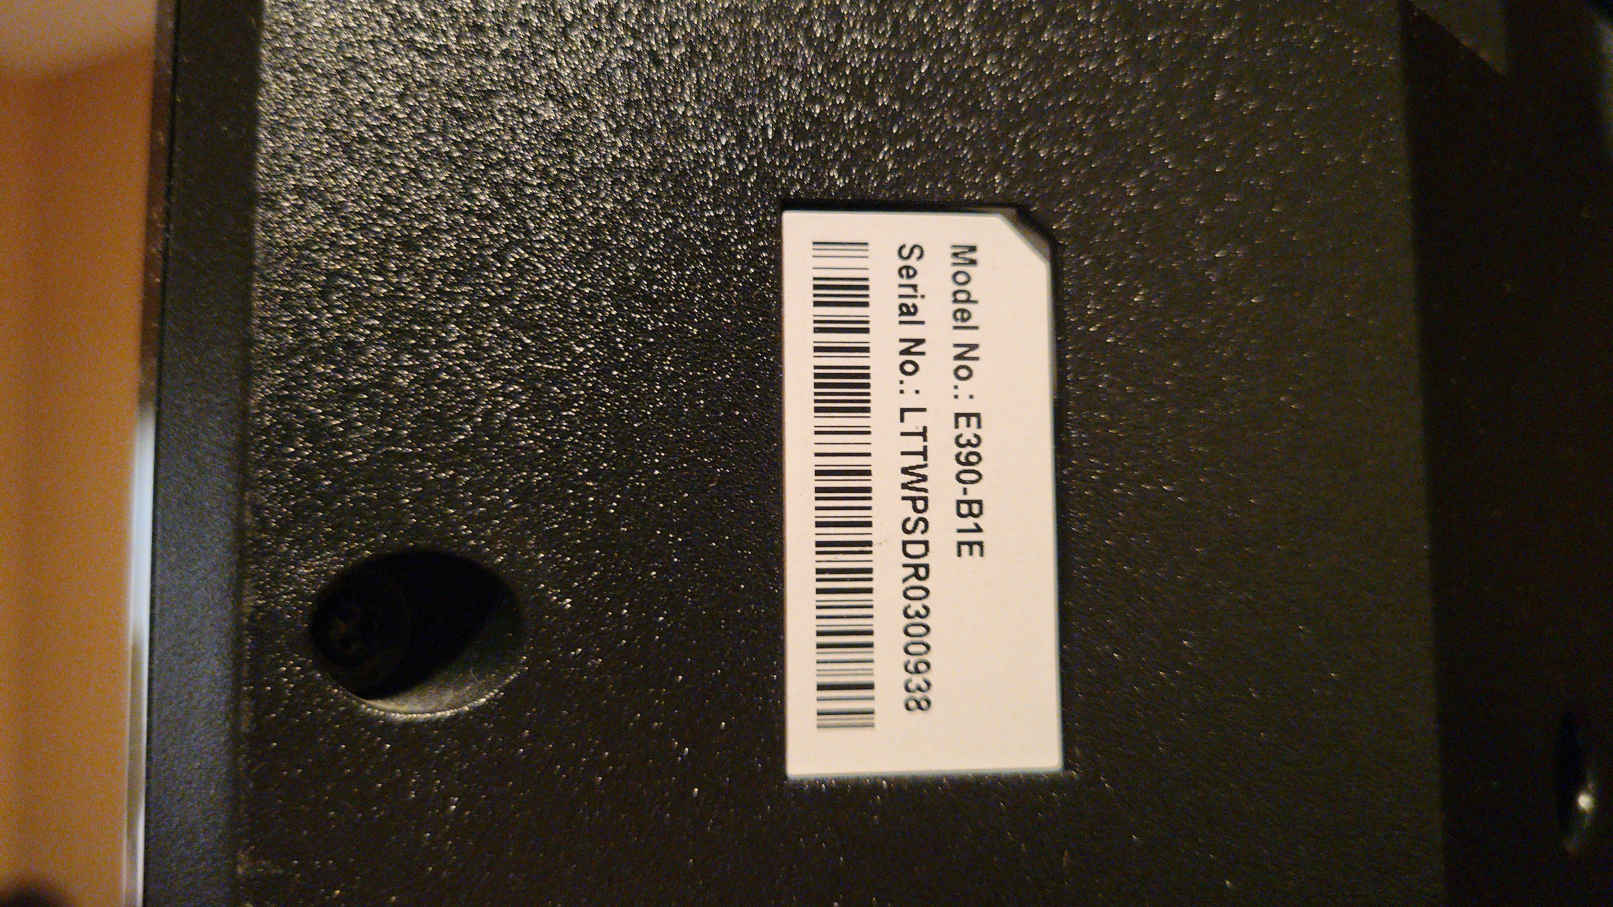 Model No.: E390-B1E
Serial No.: LTTWPSDR0300938